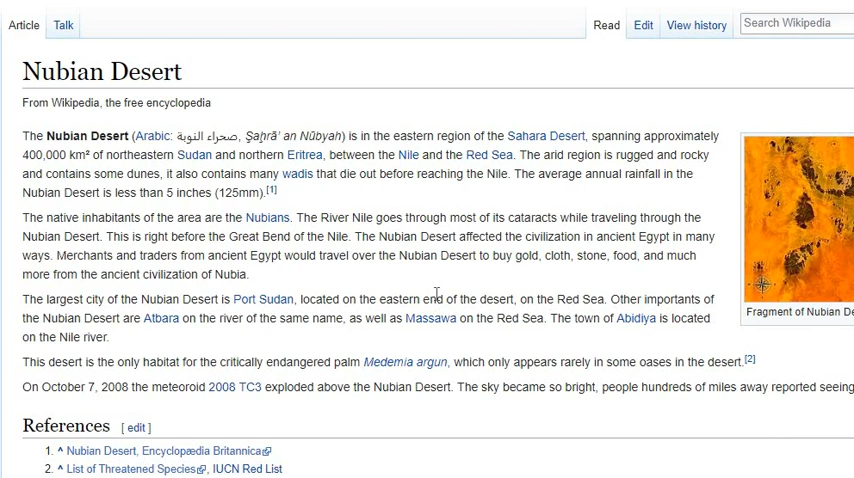 Article Talk Read Edit View history Search Wikipedia
Nubian Desert
From Wikipedia, the free encyclopedia
The Nubian Desert (Arabic: صحراء النوبة, Şaḩrā’ an Nūbyah) is in the eastern region of the Sahara Desert, spanning approximately
400,000 km² of northeastern Sudan and northern Eritrea, between the Nile and the Red Sea. The arid region is rugged and rocky
and contains some dunes, it also contains many wadis that die out before reaching the Nile. The average annual rainfall in the
Nubian Desert is less than 5 inches (125mm).[1]
The native inhabitants of the area are the Nubians. The River Nile goes through most of its cataracts while traveling through the
Nubian Desert. This is right before the Great Bend of the Nile. The Nubian Desert affected the civilization in ancient Egypt in many
ways. Merchants and traders from ancient Egypt would travel over the Nubian Desert to buy gold, cloth, stone, food, and much
more from the ancient civilization of Nubia.
Fragment of Nubian De
The largest city of the Nubian Desert is Port Sudan, located on the eastern end of the desert, on the Red Sea. Other importants of
the Nubian Desert are Atbara on the river of the same name, as well as Massawa on the Red Sea. The town of Abidiya is located
on the Nile river.
This desert is the only habitat for the critically endangered palm Medemia argun, which only appears rarely in some oases in the desert.[2]
On October 7, 2008 the meteoroid 2008 TC3 exploded above the Nubian Desert. The sky became so bright, people hundreds of miles away reported seeing
References [ edit ]
1. ^ Nubian Desert, Encyclopædia Britannica
2. ^ List of Threatened Species, IUCN Red List